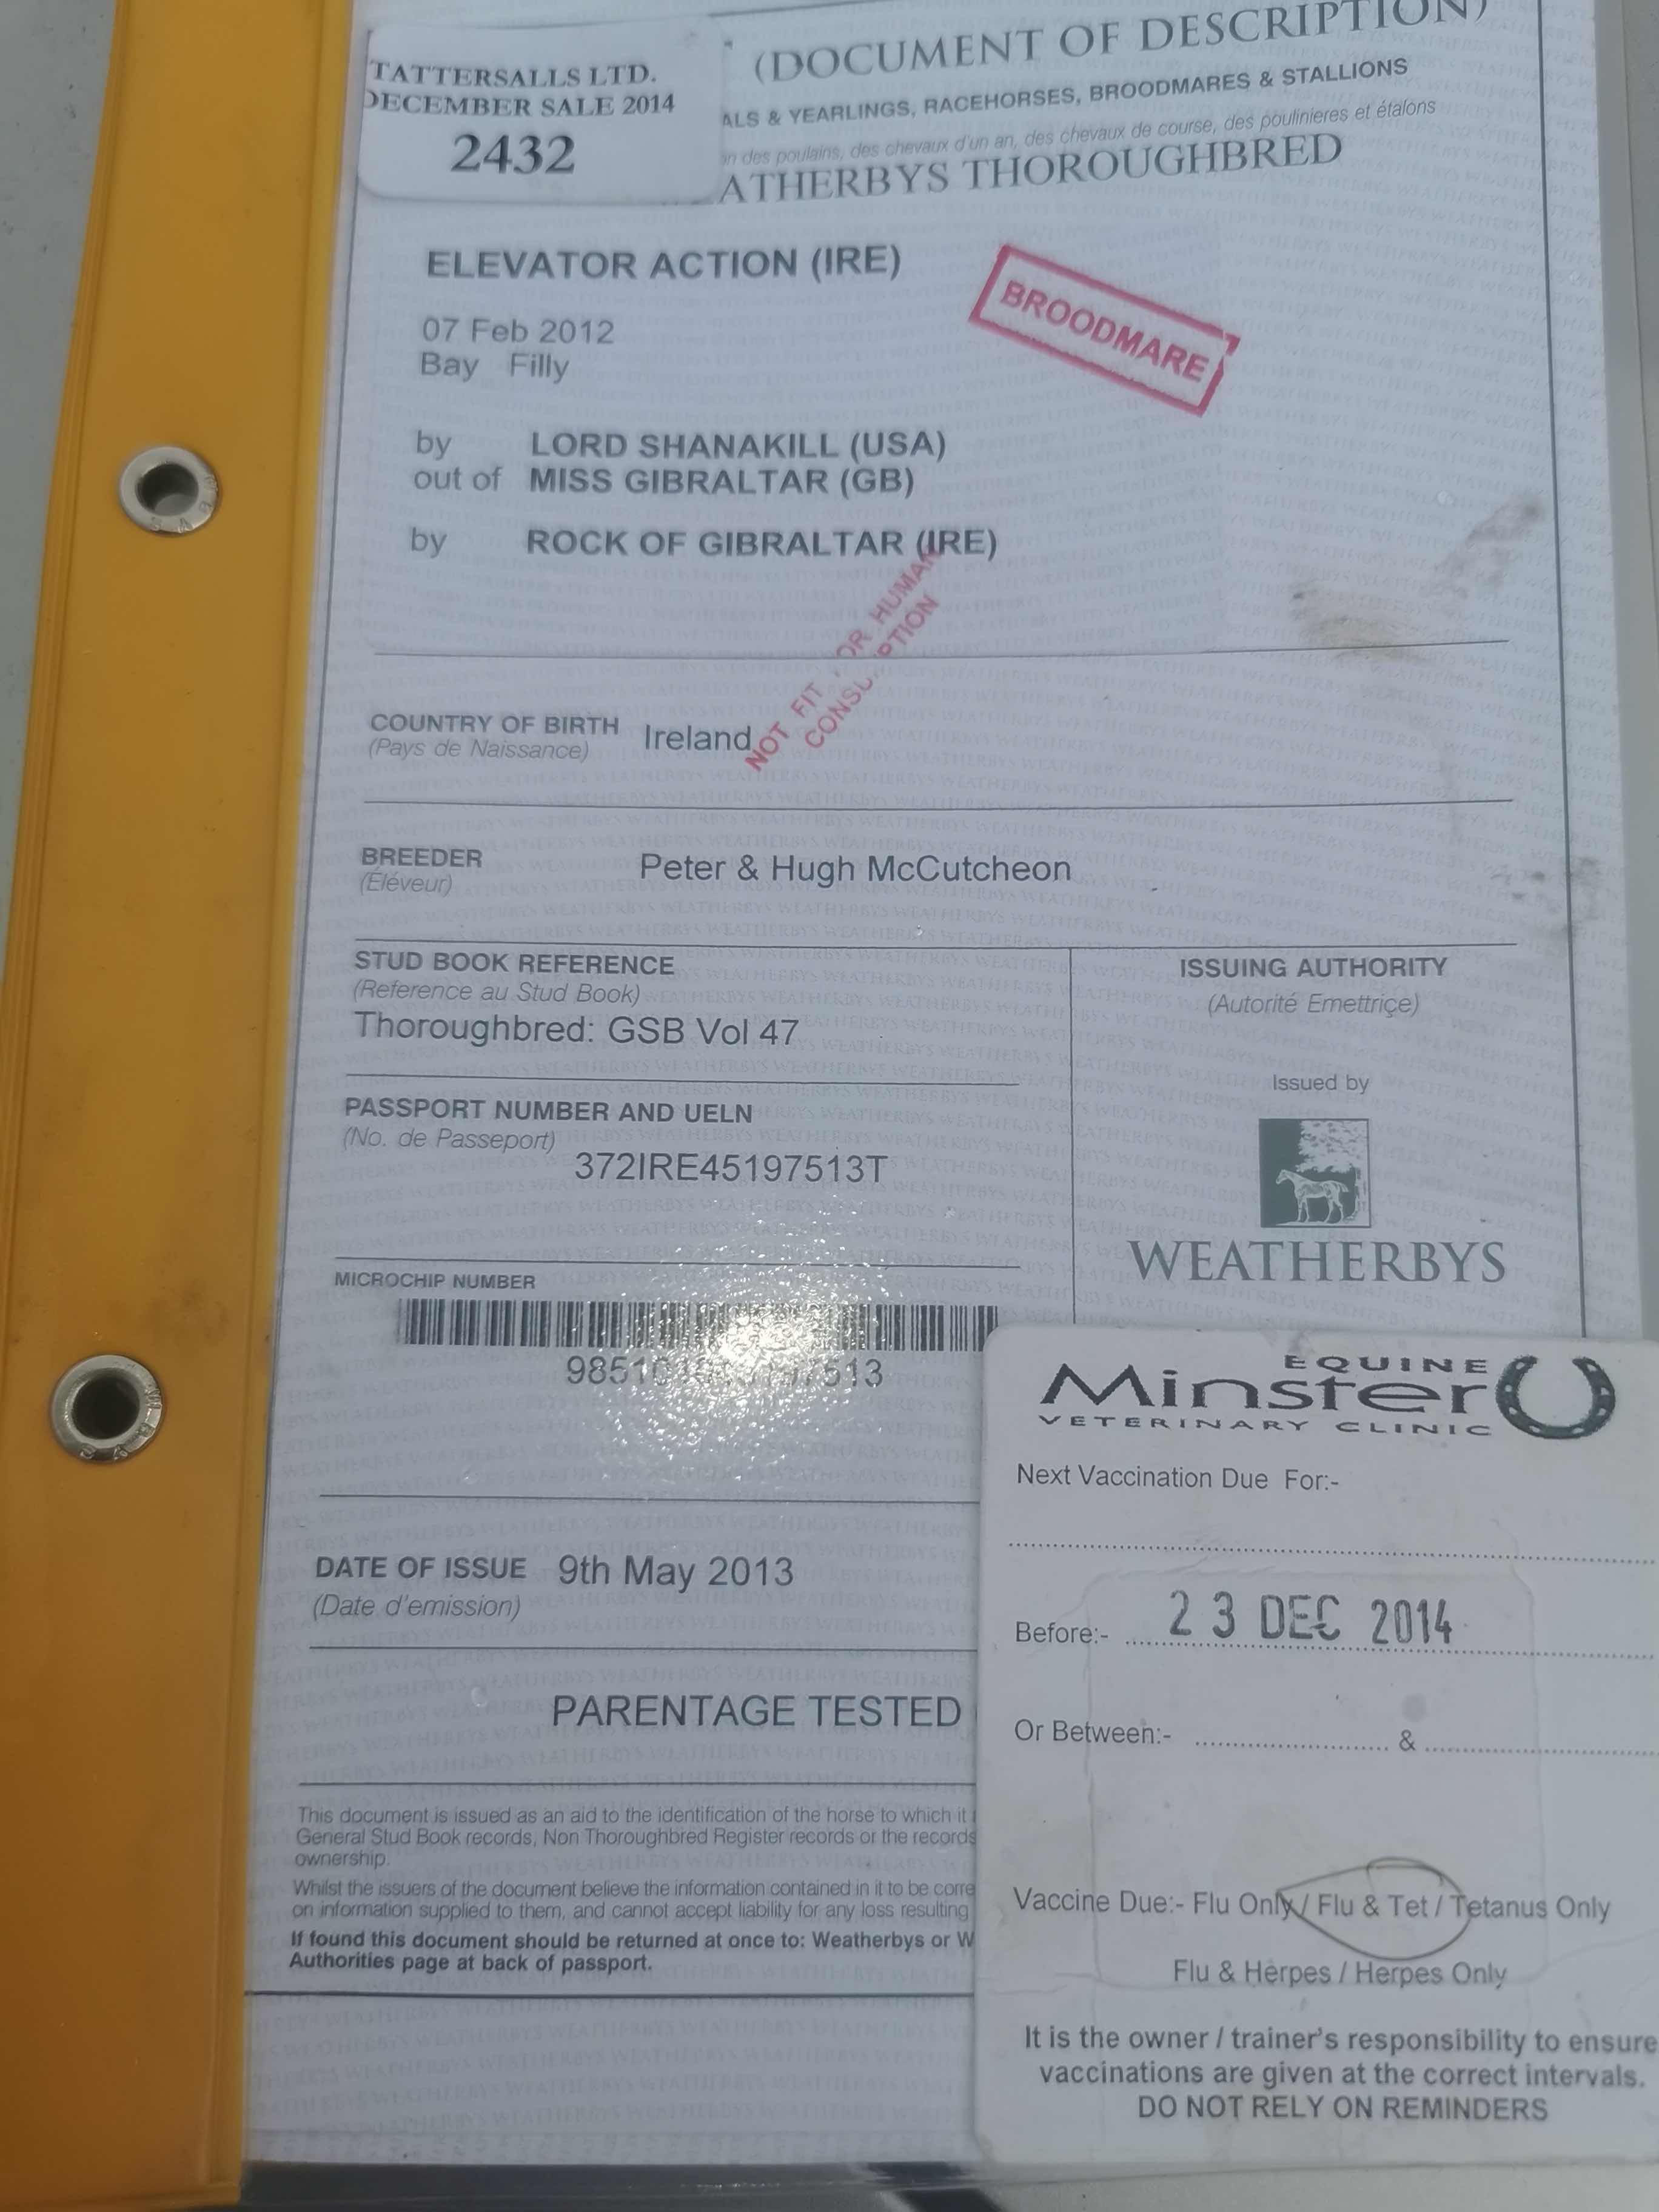 (DOCUMENT OF DESCRIPTION)
TATTERSALLS LTD.
DECEMBER SALE 2014
2432
ALS & YEARLINGS, RACEHORSES, BROODMARES & STALLIONS
on des poulains, des chevaux d'un an, des chevaux de course, des poulinieres et étalons
ATHERBYS THOROUGHBRED
ELEVATOR ACTION (IRE)
BROODMARE
07 Feb 2012
Bay Filly
by LORD SHANAKILL (USA)
out of MISS GIBRALTAR (GB)
by ROCK OF GIBRALTAR (IRE)
NOT FIT FOR HUMAN
CONSUMPTION
COUNTRY OF BIRTH Ireland
(Pays de Naissance)
BREEDER Peter & Hugh McCutcheon
(Éléveur)
STUD BOOK REFERENCE
(Reference au Stud Book)
Thoroughbred: GSB Vol 47
ISSUING AUTHORITY
(Autorité Emettriçe)
Issued by
WEATHERBYS
PASSPORT NUMBER AND UELN
(No. de Passeport)
372IRE45197513T
MICROCHIP NUMBER
DATE OF ISSUE 9th May 2013
(Date d'emission)
PARENTAGE TESTED
This document is issued as an aid to the identification of the horse to which it
General Stud Book records, Non Thoroughbred Register records or the records
ownership.
Whilst the issuers of the document believe the information contained in it to be corre
on information supplied to them, and cannot accept liability for any loss resulting
If found this document should be returned at once to: Weatherbys or W
Authorities page at back of passport.
EQUINE
Minster
VETERINARY CLINIC
Next Vaccination Due For:-
Before:- 23 DEC 2014
Or Between:- &
Vaccine Due:- Flu Only / Flu & Tet / Tetanus Only
Flu & Herpes / Herpes Only
It is the owner / trainer's responsibility to ensure
vaccinations are given at the correct intervals.
DO NOT RELY ON REMINDERS